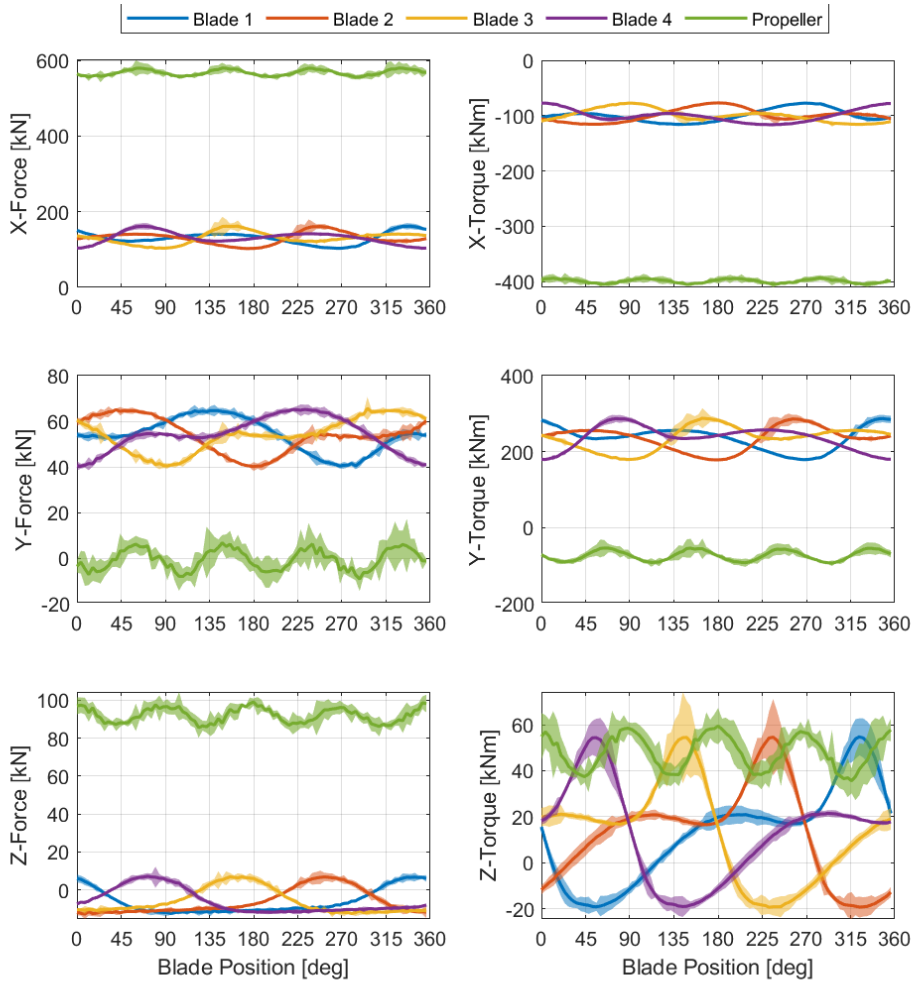 Blade 1 Blade 2 Blade 3 Blade 4 Propeller
X-Force [kN]
600
400
200
0
0 45 90 135 180 225 270 315 360
X-Torque [kNm]
0
-100
-200
-300
-400
0 45 90 135 180 225 270 315 360
Y-Force [kN]
80
60
40
20
0
-20
0 45 90 135 180 225 270 315 360
Y-Torque [kNm]
400
200
0
-200
0 45 90 135 180 225 270 315 360
Z-Force [kN]
100
80
60
40
20
0
0 45 90 135 180 225 270 315 360
Blade Position [deg]
Z-Torque [kNm]
60
40
20
0
-20
0 45 90 135 180 225 270 315 360
Blade Position [deg]